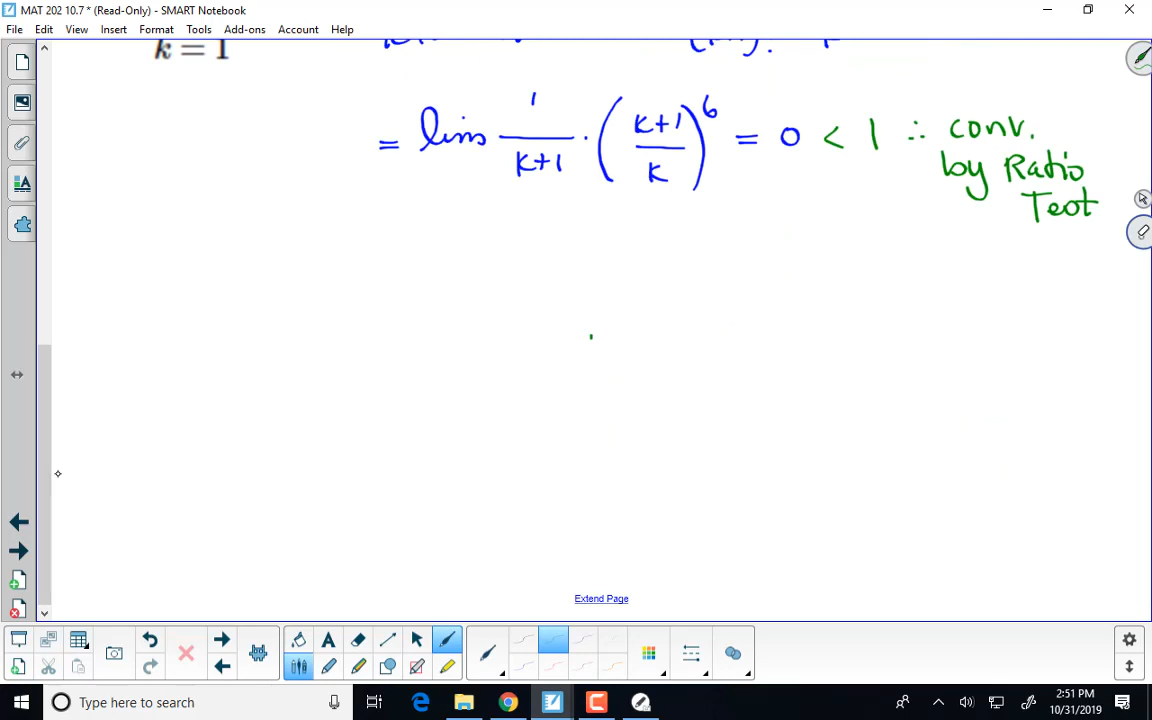 MAT 202 10.7 * (Read-Only) - SMART Notebook
File Edit View Insert Format Tools Add-ons Account Help
k = 1
= lim 1/(k+1) · ((k+1)/k)^6 = 0 < 1 ∴ conv.
by Ratio
Test
Extend Page
Type here to search
2:51 PM
10/31/2019